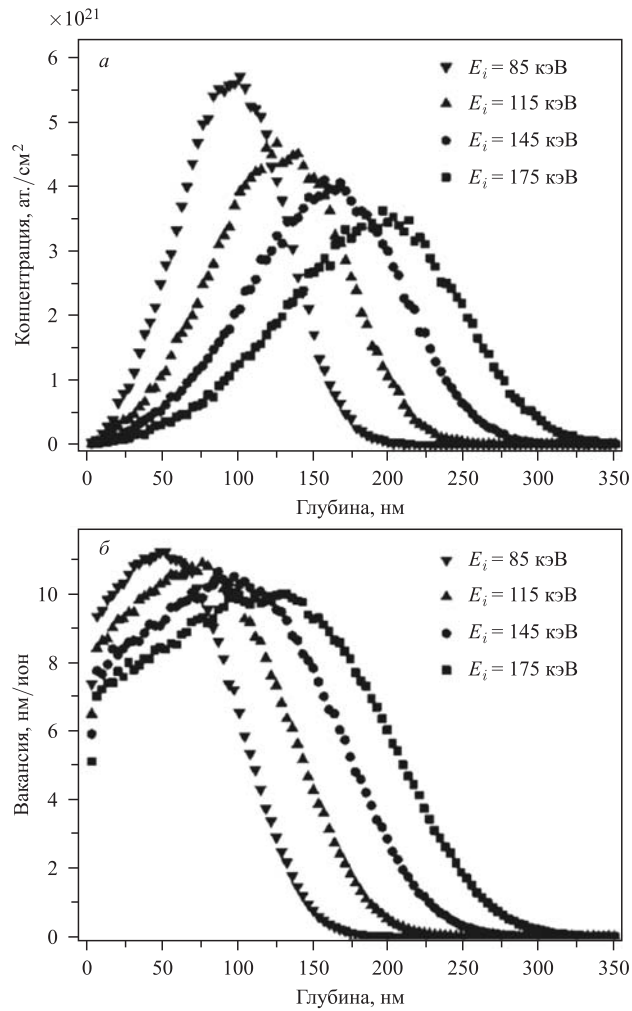 ×10²¹
а
E_i = 85 кэВ
E_i = 115 кэВ
E_i = 145 кэВ
E_i = 175 кэВ
Концентрация, ат./см²
6
5
4
3
2
1
0
0 50 100 150 200 250 300 350
Глубина, нм
б
E_i = 85 кэВ
E_i = 115 кэВ
E_i = 145 кэВ
E_i = 175 кэВ
Вакансия, нм/ион
10
8
6
4
2
0
0 50 100 150 200 250 300 350
Глубина, нм